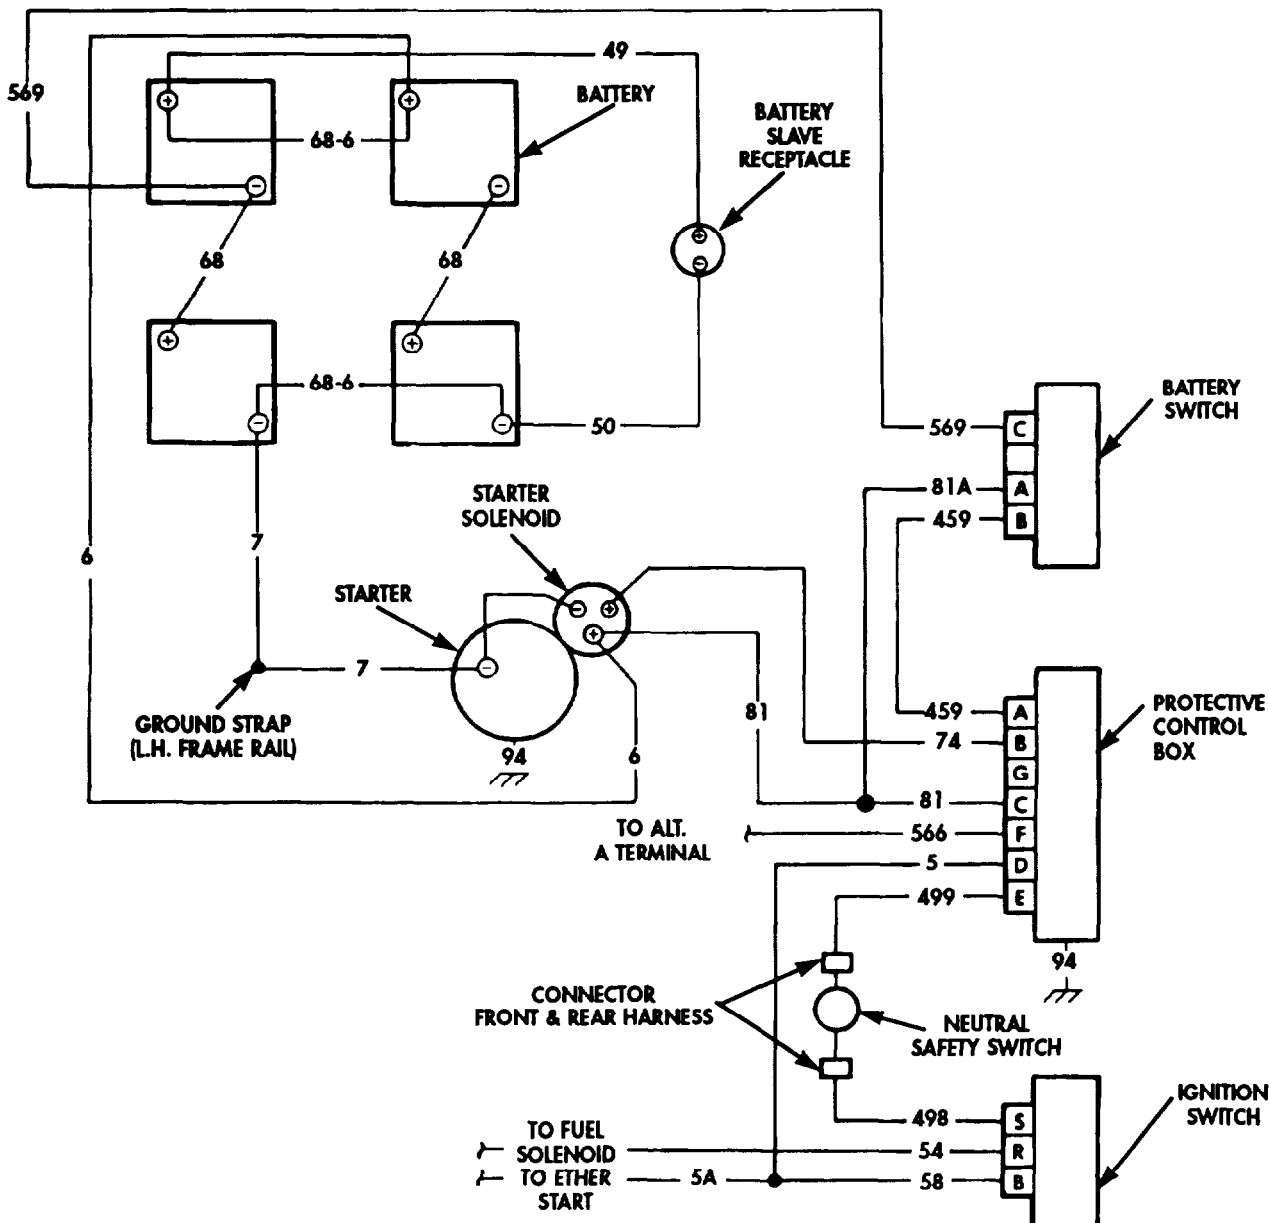 49
569
BATTERY
BATTERY
SLAVE
RECEPTACLE
68-6
68
68
68-6
50
BATTERY
SWITCH
569
C
81A
A
459
B
STARTER
SOLENOID
7
6
STARTER
7
GROUND STRAP
(L.H. FRAME RAIL)
94
6
81
PROTECTIVE
CONTROL
BOX
459
A
74
B
G
81
C
TO ALT.
A TERMINAL
566
F
5
D
499
E
94
CONNECTOR
FRONT & REAR HARNESS
NEUTRAL
SAFETY SWITCH
IGNITION
SWITCH
498
S
TO FUEL
SOLENOID
54
R
TO ETHER
START
5A
58
B